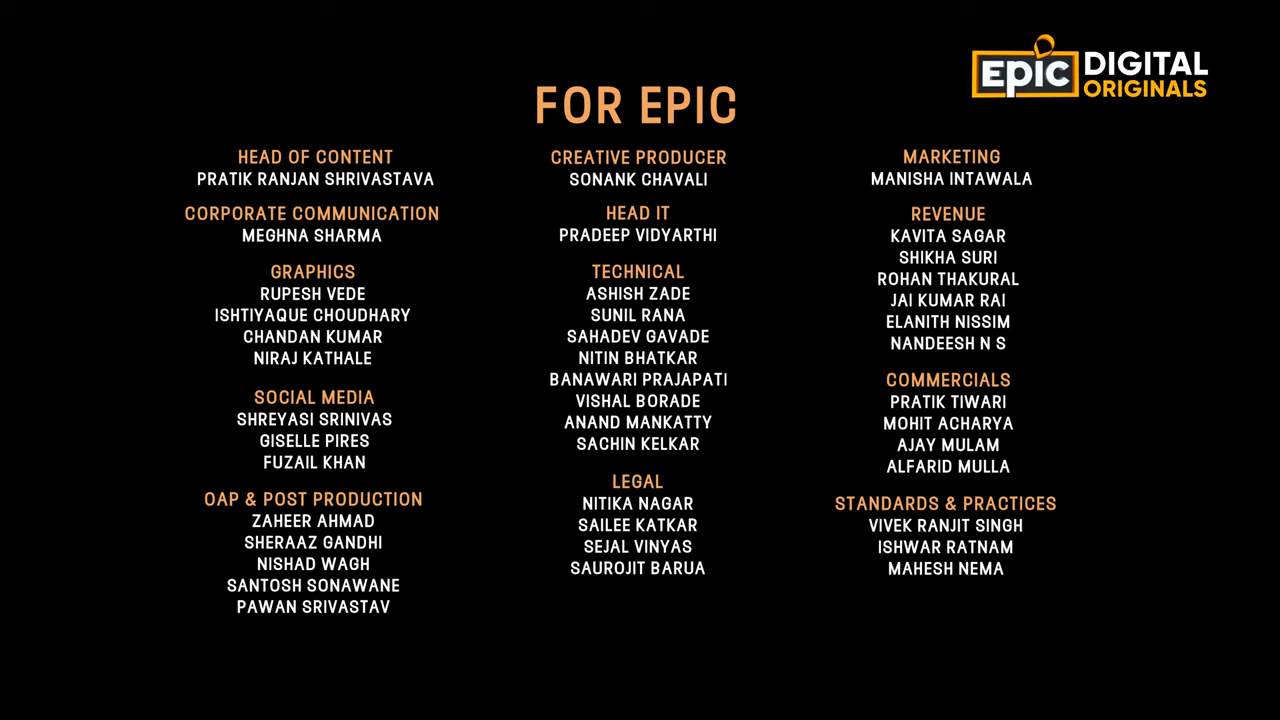 EPIC DIGITAL
ORIGINALS
FOR EPIC
HEAD OF CONTENT
PRATIK RANJAN SHRIVASTAVA
CORPORATE COMMUNICATION
MEGHNA SHARMA
GRAPHICS
RUPESH VEDE
ISHTIYAQUE CHOUDHARY
CHANDAN KUMAR
NIRAJ KATHALE
SOCIAL MEDIA
SHREYASI SRINIVAS
GISELLE PIRES
FUZAIL KHAN
OAP & POST PRODUCTION
ZAHEER AHMAD
SHERAAZ GANDHI
NISHAD WAGH
SANTOSH SONAWANE
PAWAN SRIVASTAV
CREATIVE PRODUCER
SONANK CHAVALI
HEAD IT
PRADEEP VIDYARTHI
TECHNICAL
ASHISH ZADE
SUNIL RANA
SAHADEV GAVADE
NITIN BHATKAR
BANAWARI PRAJAPATI
VISHAL BORADE
ANAND MANKATTY
SACHIN KELKAR
LEGAL
NITIKA NAGAR
SAILEE KATKAR
SEJAL VINYAS
SAUROJIT BARUA
MARKETING
MANISHA INTAWALA
REVENUE
KAVITA SAGAR
SHIKHA SURI
ROHAN THAKURAL
JAI KUMAR RAI
ELANITH NISSIM
NANDEESH N S
COMMERCIALS
PRATIK TIWARI
MOHIT ACHARYA
AJAY MULAM
ALFARID MULLA
STANDARDS & PRACTICES
VIVEK RANJIT SINGH
ISHWAR RATNAM
MAHESH NEMA